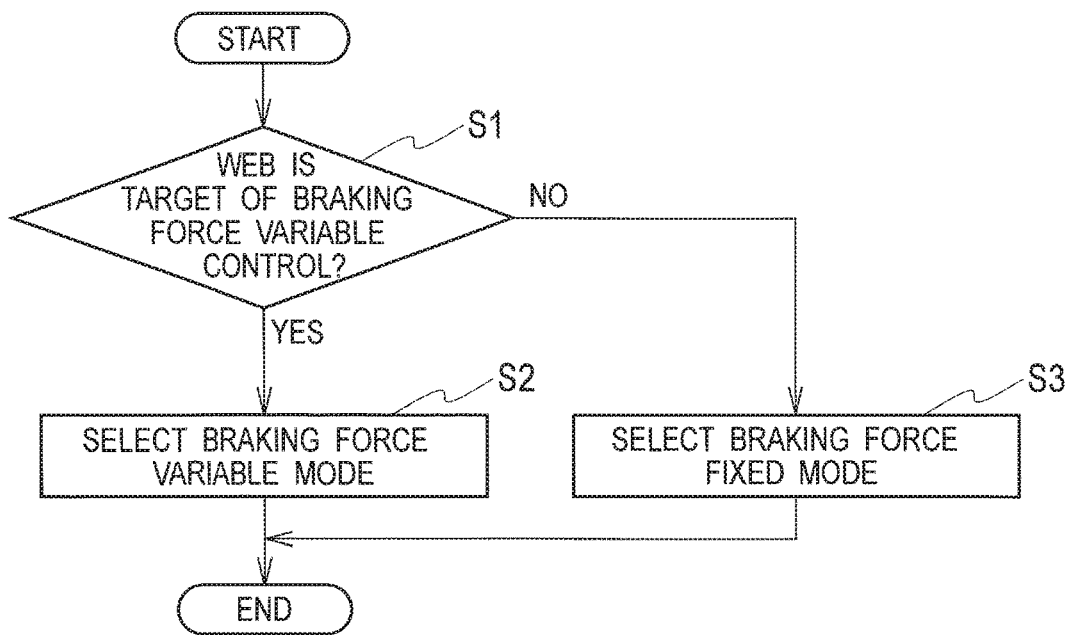 START
S1
WEB IS
TARGET OF BRAKING
FORCE VARIABLE
CONTROL?
NO
YES
S2
SELECT BRAKING FORCE
VARIABLE MODE
S3
SELECT BRAKING FORCE
FIXED MODE
END